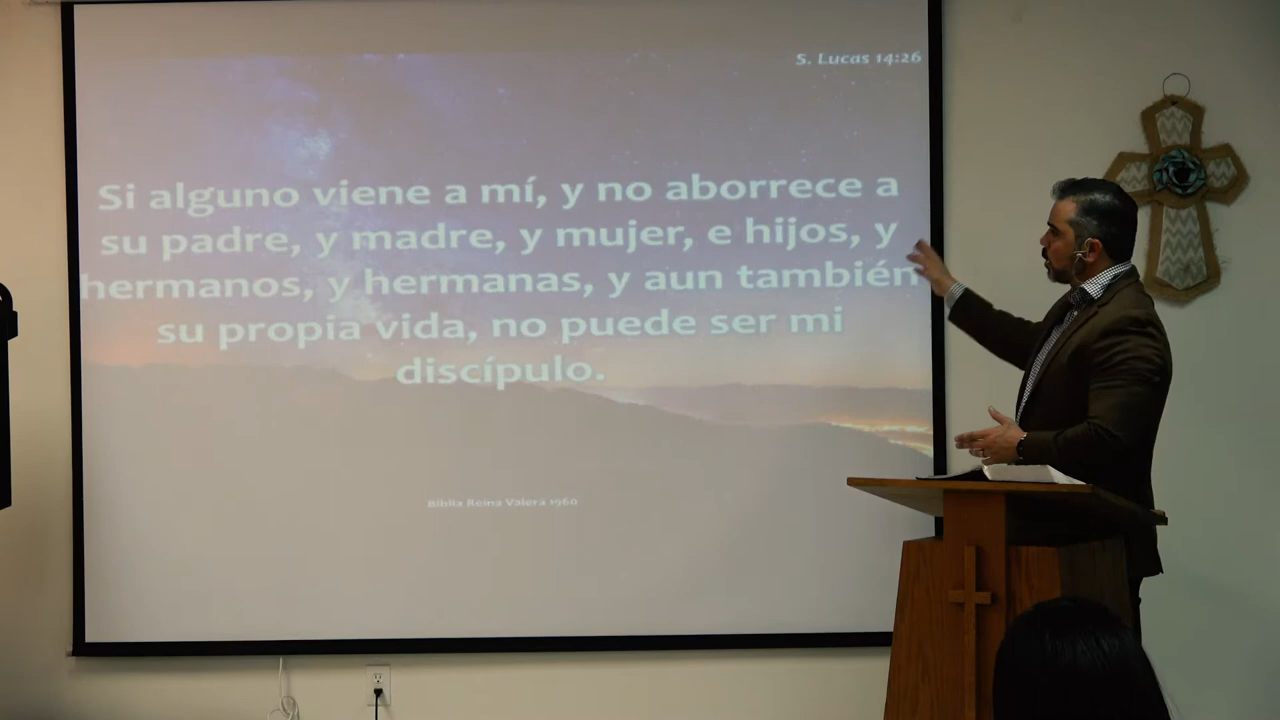 S. Lucas 14:26
Si alguno viene a mí, y no aborrece a
su padre, y madre, y mujer, e hijos, y
hermanos, y hermanas, y aun también
su propia vida, no puede ser mi
discípulo.
Biblia Reina Valera 1960